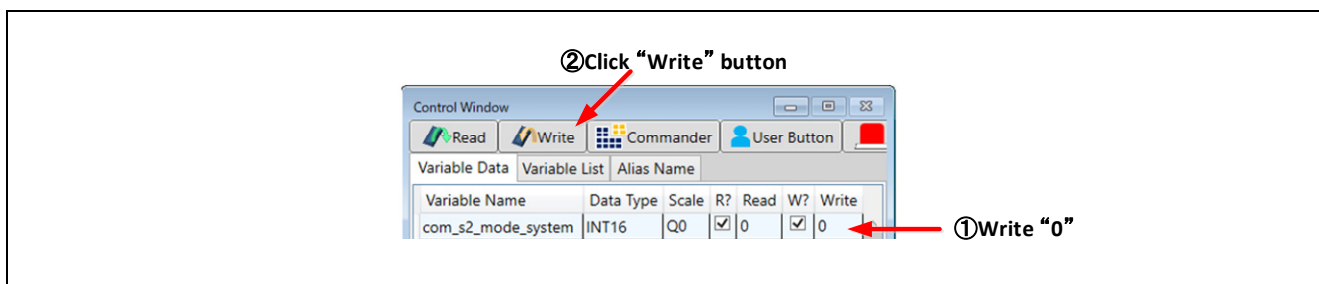 ②Click “Write” button
Control Window
Read Write Commander User Button
Variable Data Variable List Alias Name
Variable Name Data Type Scale R? Read W? Write
com_s2_mode_system INT16 Q0 0 0
①Write “0”